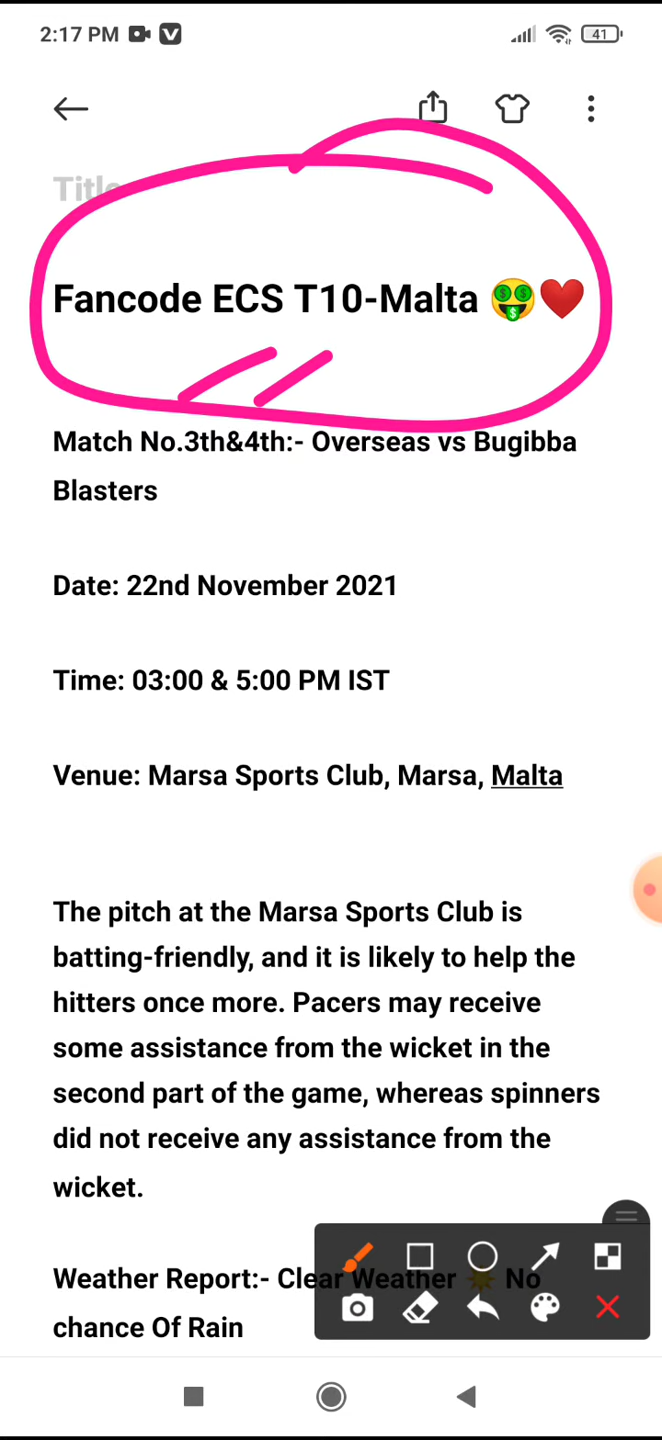 2:17 PM
41
Title
Fancode ECS T10-Malta 🤑❤️
Match No.3th&4th:- Overseas vs Bugibba
Blasters
Date: 22nd November 2021
Time: 03:00 & 5:00 PM IST
Venue: Marsa Sports Club, Marsa, Malta
The pitch at the Marsa Sports Club is
batting-friendly, and it is likely to help the
hitters once more. Pacers may receive
some assistance from the wicket in the
second part of the game, whereas spinners
did not receive any assistance from the
wicket.
Weather Report:- Clear Weather ☀️ No
chance Of Rain